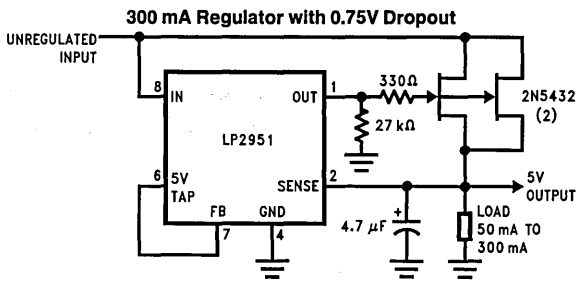 300 mA Regulator with 0.75V Dropout
UNREGULATED
INPUT
8
IN
OUT
1
330Ω
2N5432
(2)
27 kΩ
LP2951
6
5V
TAP
SENSE
2
5V
OUTPUT
FB
GND
7
4
4.7 μF
+
LOAD
50 mA TO
300 mA